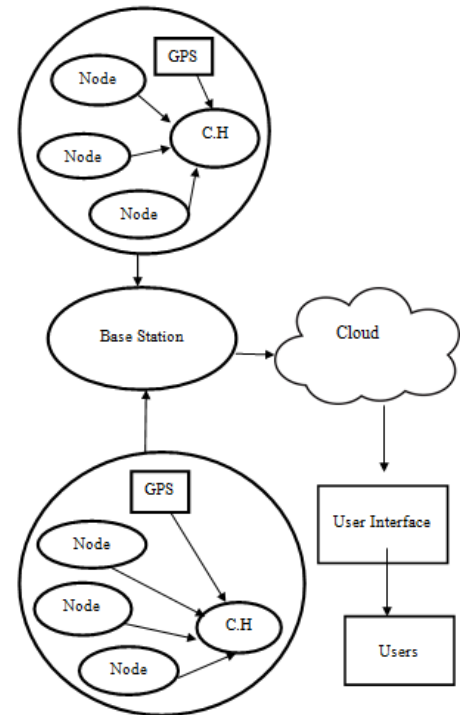 GPS
Node
C.H
Node
Node
Base Station
Cloud
GPS
User Interface
Node
Node
C.H
Users
Node